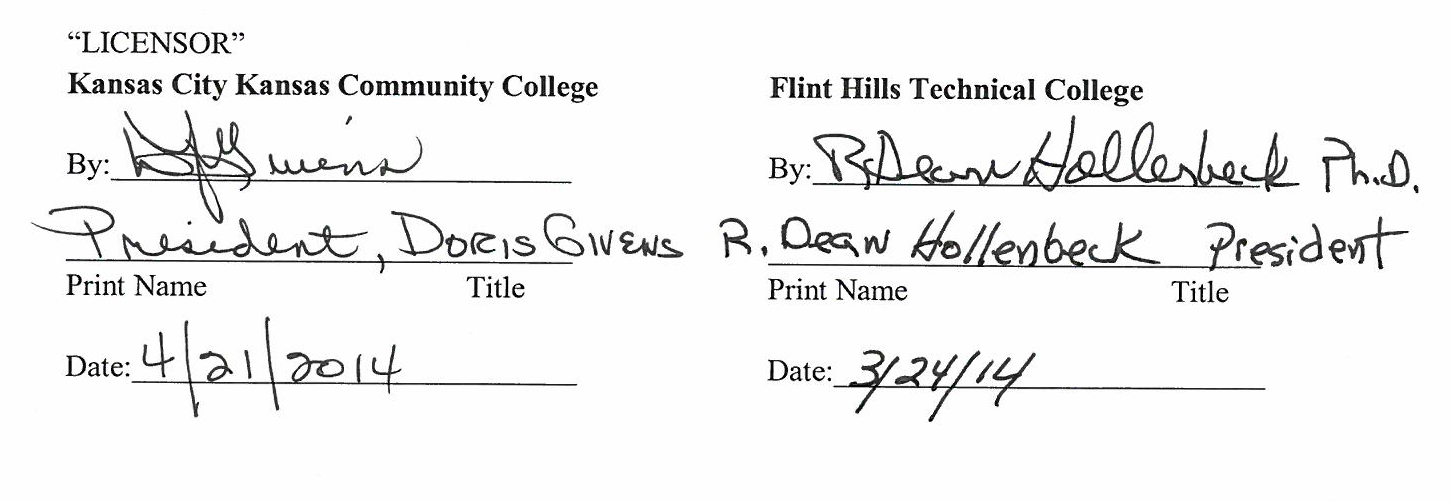 “LICENSOR”
Kansas City Kansas Community College
By: DJGivens
President, DORIS GIVENS
Print Name Title
Date: 4/21/2014
Flint Hills Technical College
By: R. Dean Hollenbeck Ph.D.
R. Dean Hollenbeck President
Print Name Title
Date: 3/24/14